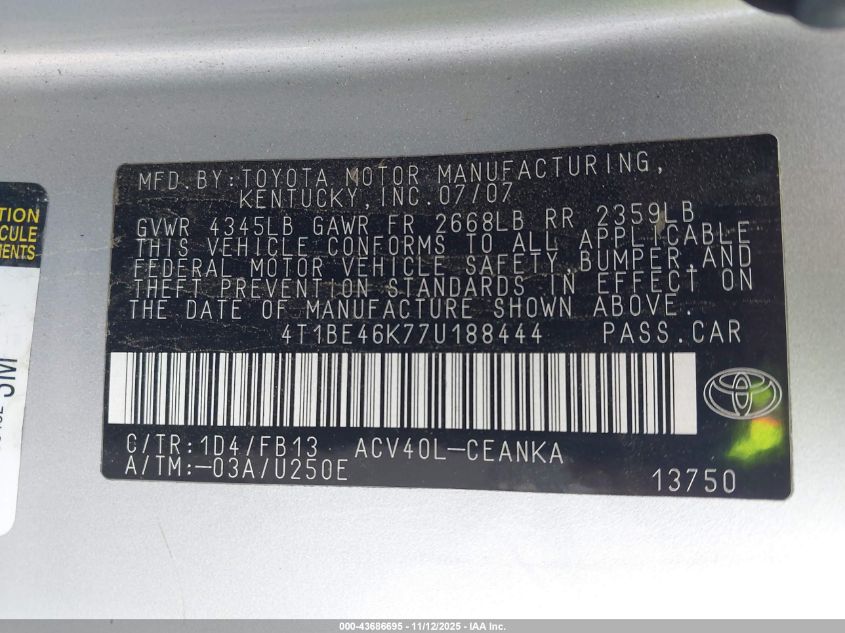 MFD. BY: TOYOTA MOTOR MANUFACTURING,
KENTUCKY, INC. 07/07
GVWR 4345LB GAWR FR 2668LB RR 2359LB
THIS VEHICLE CONFORMS TO ALL APPLICABLE
FEDERAL MOTOR VEHICLE SAFETY, BUMPER, AND
THEFT PREVENTION STANDARDS IN EFFECT ON
THE DATE OF MANUFACTURE SHOWN ABOVE.
4T1BE46K77U188444 PASS.CAR
C/TR: 1D4/FB13 ACV40L-CEANKA
A/TM: -03A/U250E
13750
000-43686695 - 11/12/2025 - IAA Inc.